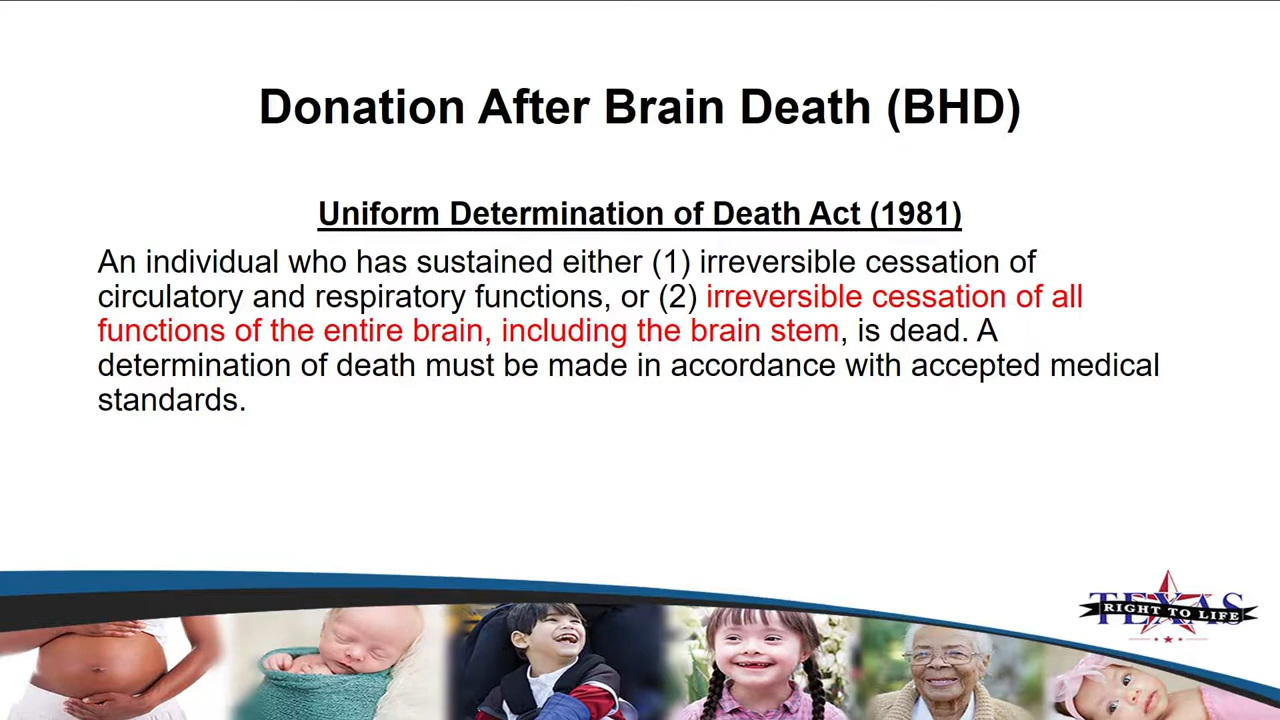 Donation After Brain Death (BHD)
Uniform Determination of Death Act (1981)
An individual who has sustained either (1) irreversible cessation of
circulatory and respiratory functions, or (2) irreversible cessation of all
functions of the entire brain, including the brain stem, is dead. A
determination of death must be made in accordance with accepted medical
standards.
TEXAS
RIGHT TO LIFE